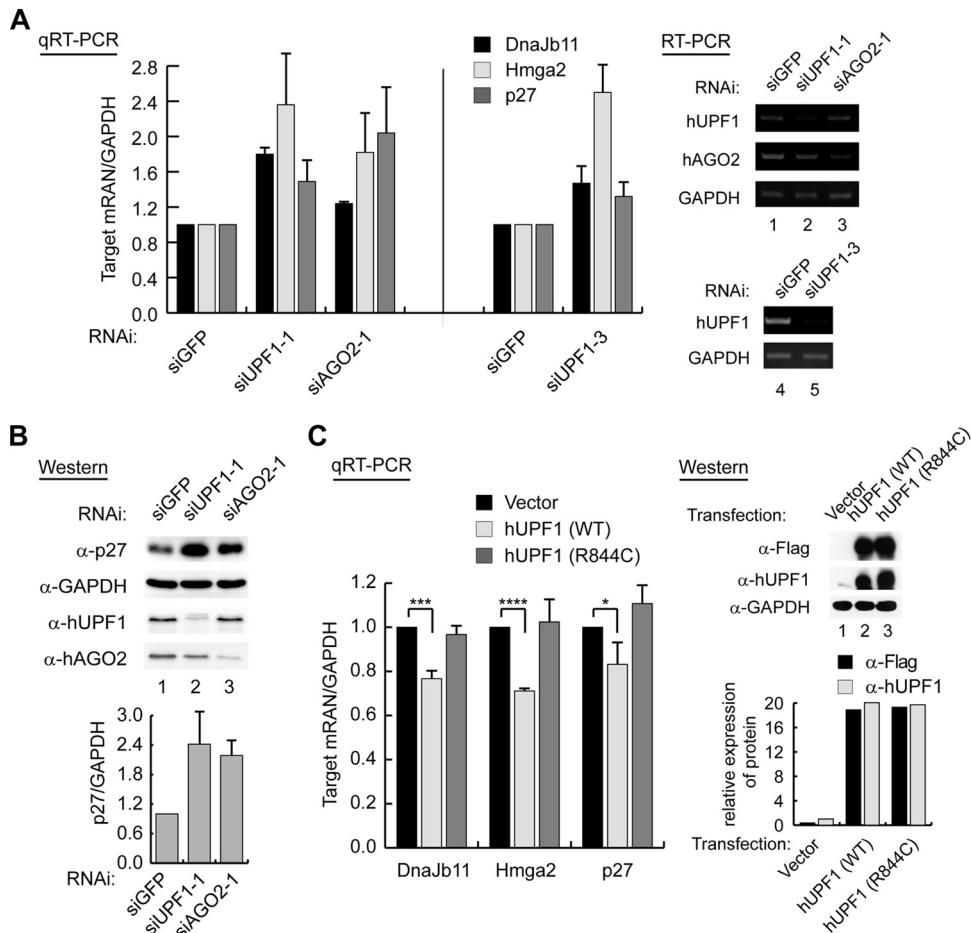 A
qRT-PCR
DnaJb11
Hmga2
p27
Target mRAN/GAPDH
2.8
2.4
2.0
1.6
1.2
0.8
0.4
0.0
RNAi:
siGFP
siUPF1-1
siAGO2-1
siGFP
siUPF1-3
RT-PCR
RNAi:
siGFP
siUPF1-1
siAGO2-1
hUPF1
hAGO2
GAPDH
1 2 3
RNAi:
siGFP
siUPF1-3
hUPF1
GAPDH
4 5
B
Western
RNAi:
siGFP
siUPF1-1
siAGO2-1
α-p27
α-GAPDH
α-hUPF1
α-hAGO2
1 2 3
p27/GAPDH
3.0
2.4
1.8
1.2
0.6
0.0
RNAi:
siGFP
siUPF1-1
siAGO2-1
C
qRT-PCR
Vector
hUPF1 (WT)
hUPF1 (R844C)
Target mRAN/GAPDH
1.2
1.0
0.8
0.6
0.4
0.2
0.0
***
****
*
DnaJb11
Hmga2
p27
Western
Transfection:
Vector
hUPF1 (WT)
hUPF1 (R844C)
α-Flag
α-hUPF1
α-GAPDH
1 2 3
α-Flag
α-hUPF1
relative expression
of protein
20
16
12
8
4
0
Transfection:
Vector
hUPF1 (WT)
hUPF1 (R844C)